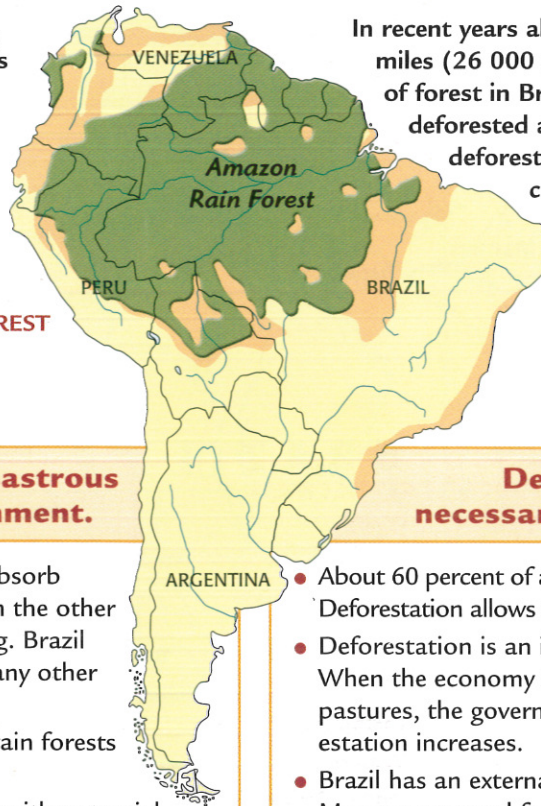 s
In recent years al
miles (26 000
of forest in Br
deforested a
deforest
c
VENEZUELA
Amazon
Rain Forest
PERU
BRAZIL
REST
astrous
nment.
De
necessar
bsorb
n the other
g. Brazil
any other
ain forests
ARGENTINA
• About 60 percent of a
Deforestation allows
• Deforestation is an i
When the economy
pastures, the govern
estation increases.
• Brazil has an externa